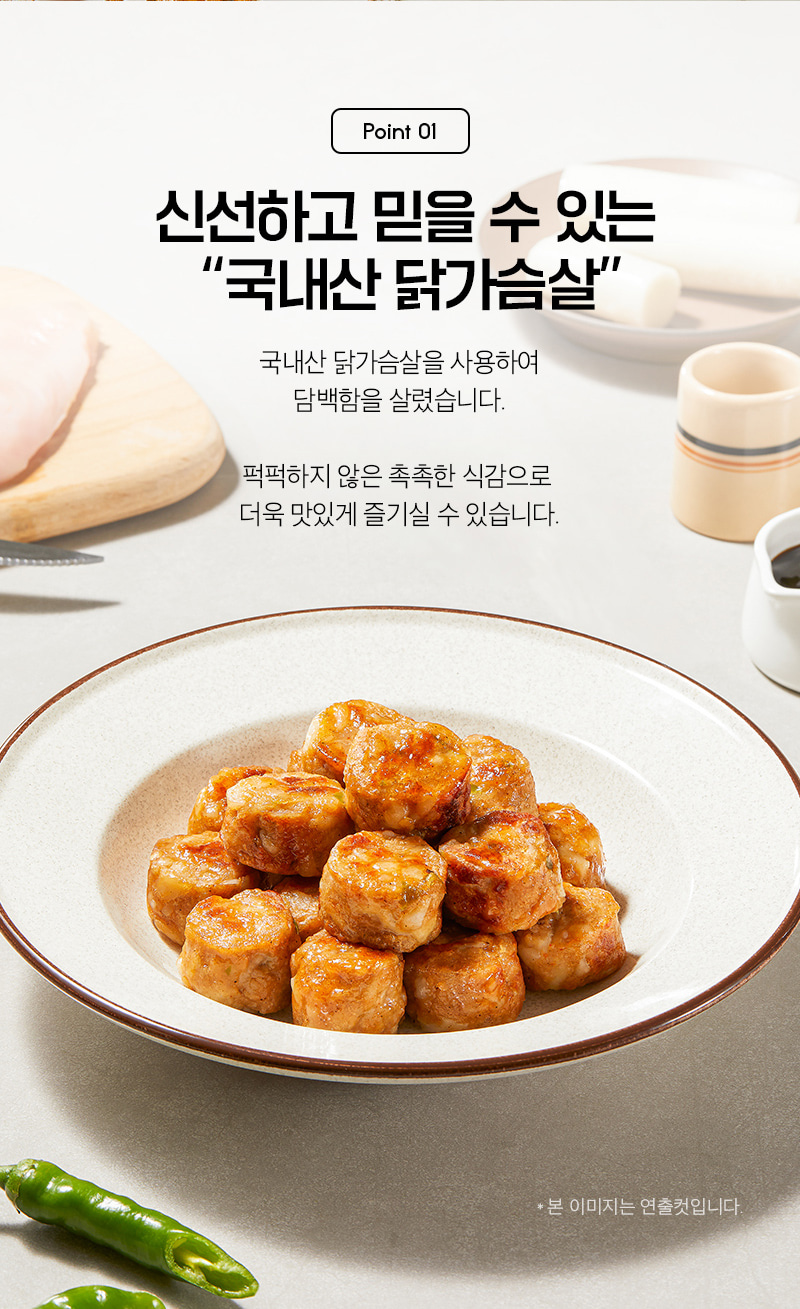 Point 01
신선하고 믿을 수 있는
“국내산 닭가슴살”
국내산 닭가슴살을 사용하여
담백함을 살렸습니다.
퍽퍽하지 않은 촉촉한 식감으로
더욱 맛있게 즐기실 수 있습니다.
*본 이미지는 연출컷입니다.